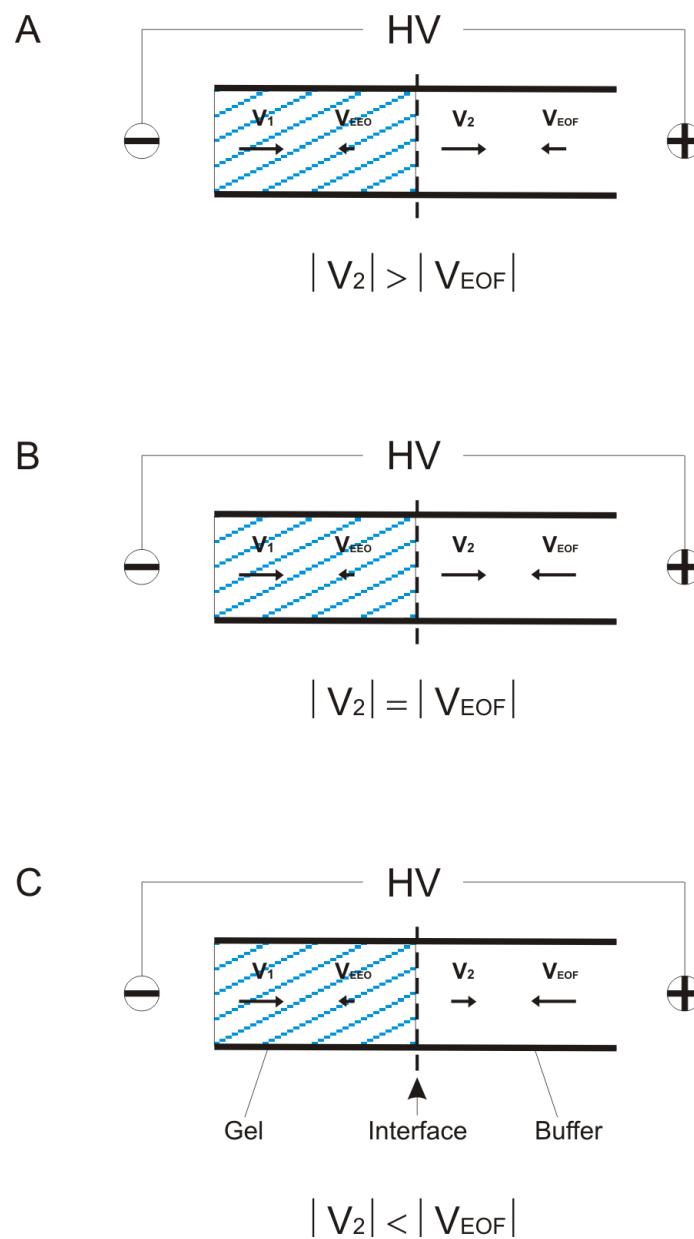 A
HV
V1 VEEO V2 VEOF
− +
|V2| > |VEOF|
B
HV
V1 VEEO V2 VEOF
− +
|V2| = |VEOF|
C
HV
V1 VEEO V2 VEOF
− +
Gel Interface Buffer
|V2| < |VEOF|